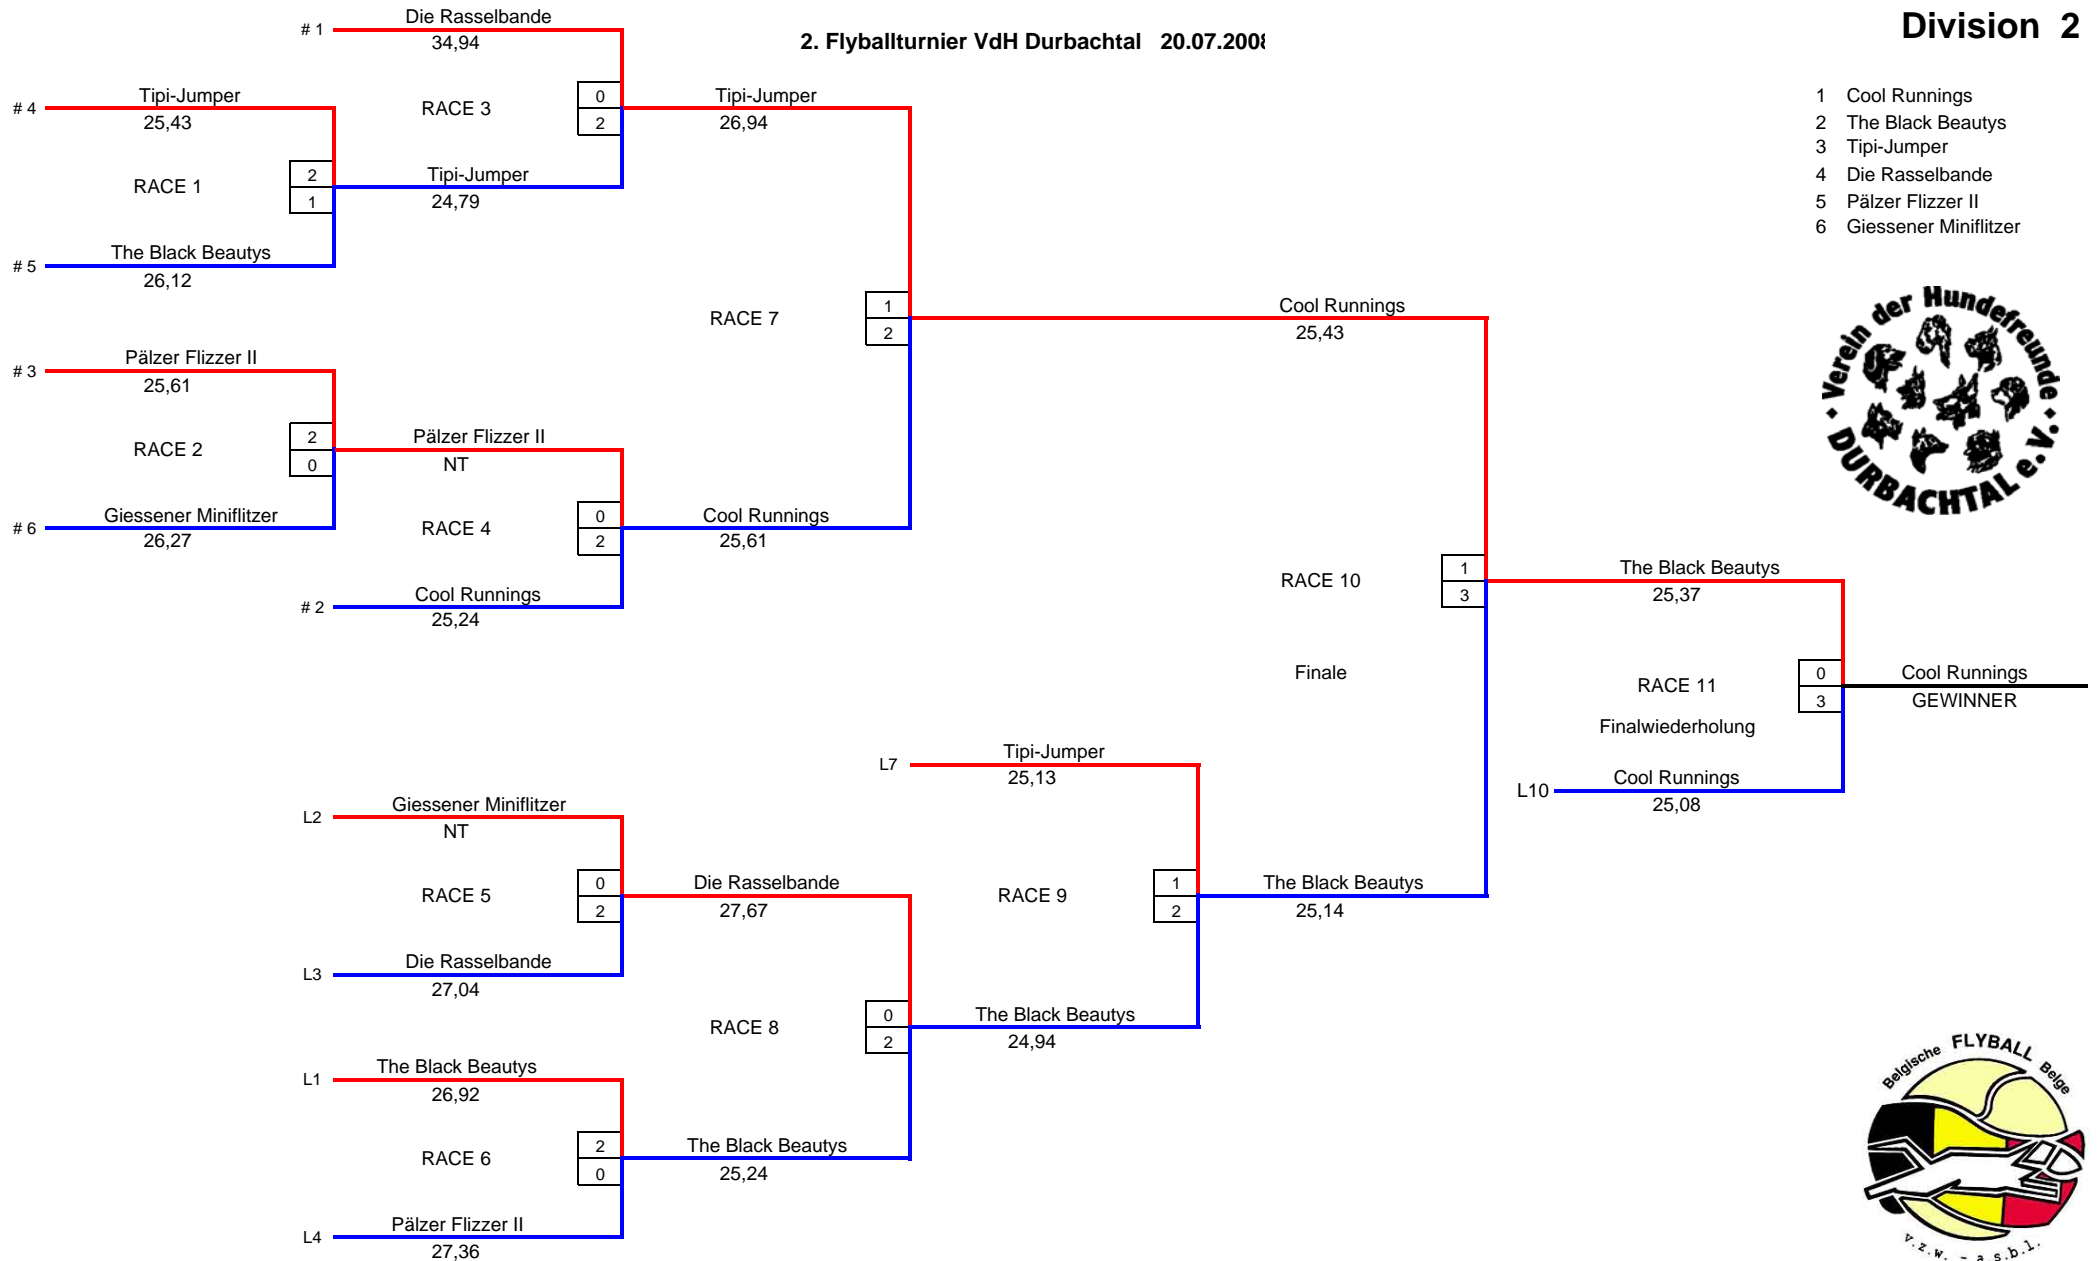 Division 2
2. Flyballturnier VdH Durbachtal 20.07.2008
1 Cool Runnings
2 The Black Beautys
3 Tipi-Jumper
4 Die Rasselbande
5 Pälzer Flizzer II
6 Giessener Miniflitzer
# 1 Die Rasselbande
34,94
# 4 Tipi-Jumper
25,43
RACE 3
0
2
Tipi-Jumper
26,94
RACE 1
2
1
Tipi-Jumper
24,79
# 5 The Black Beautys
26,12
RACE 7
1
2
Cool Runnings
25,43
# 3 Pälzer Flizzer II
25,61
RACE 2
2
0
Pälzer Flizzer II
NT
# 6 Giessener Miniflitzer
26,27
RACE 4
0
2
Cool Runnings
25,61
# 2 Cool Runnings
25,24
RACE 10
1
3
Finale
The Black Beautys
25,37
RACE 11
0
3
Finalwiederholung
Cool Runnings
GEWINNER
L10 Cool Runnings
25,08
L7 Tipi-Jumper
25,13
L2 Giessener Miniflitzer
NT
RACE 5
0
2
Die Rasselbande
27,67
RACE 9
1
2
The Black Beautys
25,14
L3 Die Rasselbande
27,04
RACE 8
0
2
The Black Beautys
24,94
L1 The Black Beautys
26,92
RACE 6
2
0
The Black Beautys
25,24
L4 Pälzer Flizzer II
27,36
Verein der Hundefreunde
DURBACHTAL e.V.
Belgische FLYBALL Belge
v.z.w. - a.s.b.l.